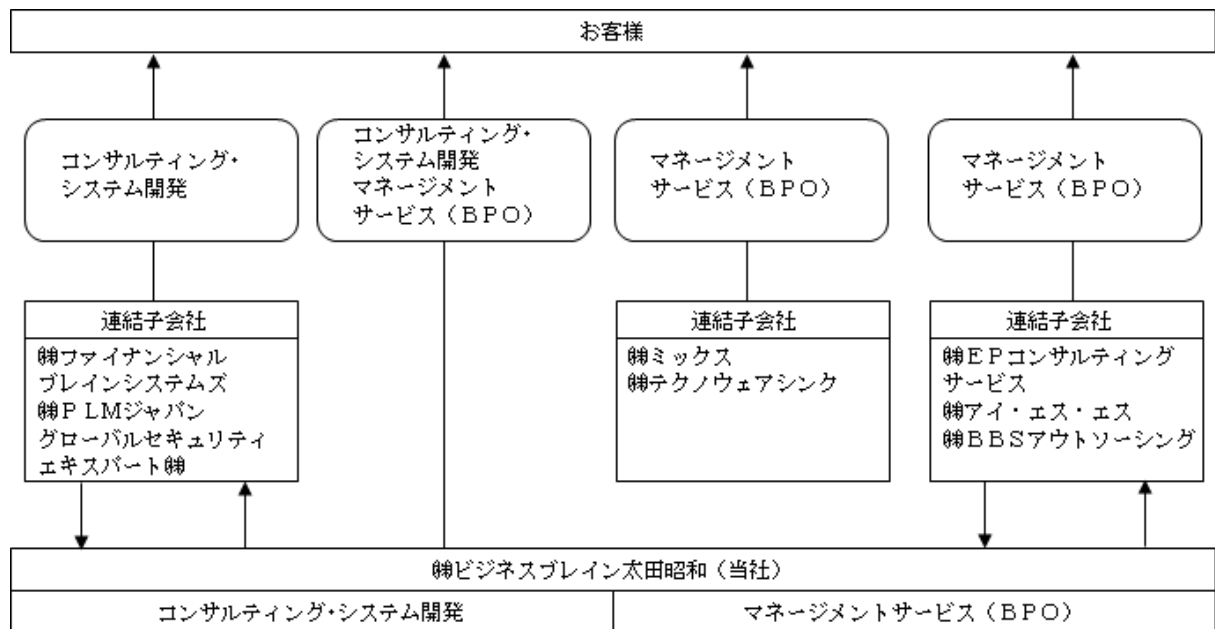 お客様
コンサルティング・
システム開発
コンサルティング・
システム開発
マネージメント
サービス（ＢＰＯ）
マネージメント
サービス（ＢＰＯ）
マネージメント
サービス（ＢＰＯ）
連結子会社
㈱ファイナンシャル
ブレインシステムズ
㈱ＰＬＭジャパン
グローバルセキュリティ
エキスパート㈱
連結子会社
㈱ミックス
㈱テクノウェアシンク
連結子会社
㈱ＥＰコンサルティング
サービス
㈱アイ・エス・エス
㈱ＢＢＳアウトソーシング
㈱ビジネスブレイン太田昭和（当社）
コンサルティング・システム開発
マネージメントサービス（ＢＰＯ）